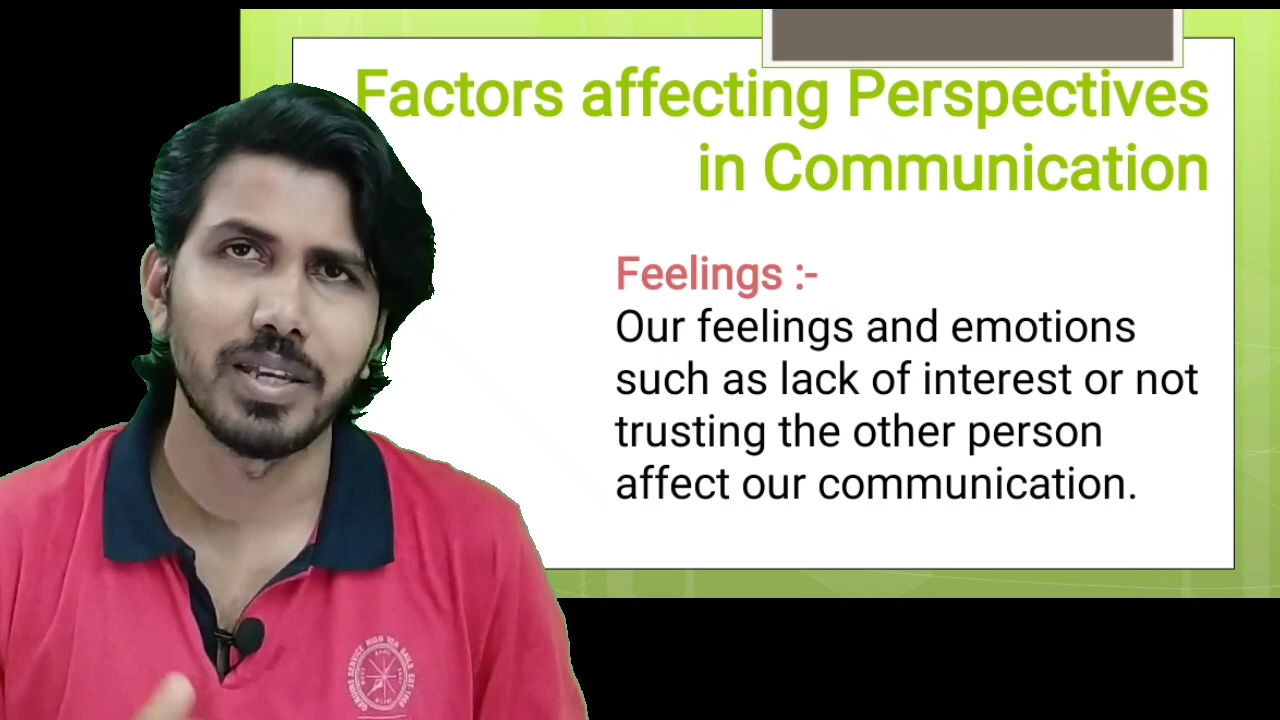 Factors affecting Perspectives
in Communication
Feelings :-
Our feelings and emotions
such as lack of interest or not
trusting the other person
affect our communication.